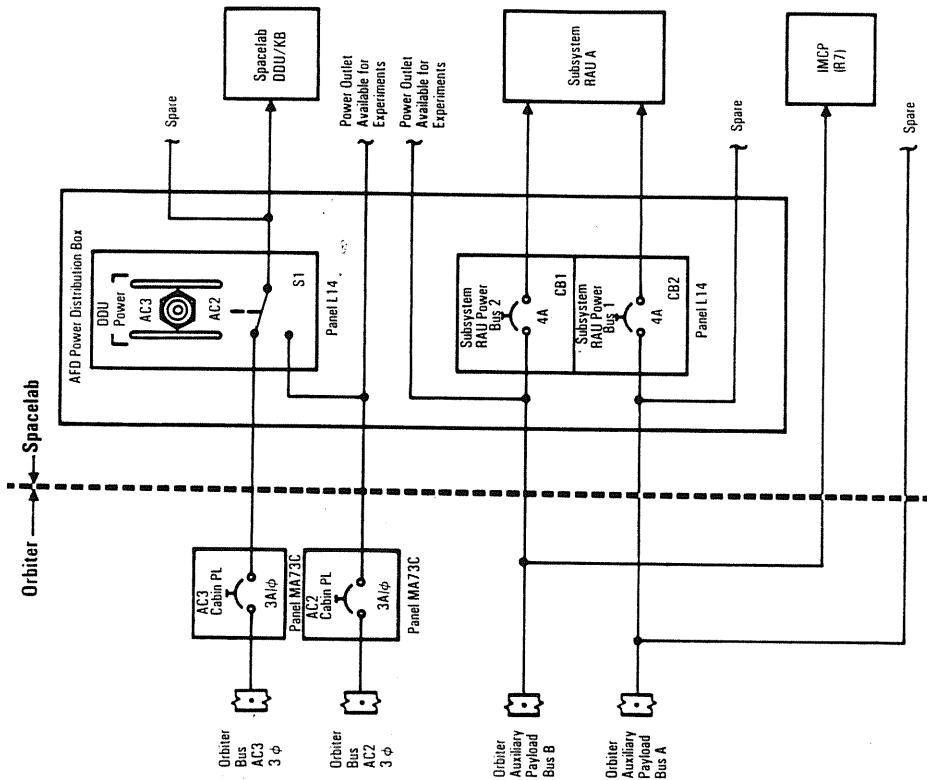 Orbiter
Spacelab
AFD Power Distribution Box
DDU
Power
AC3
AC2
S1
Panel L14
Spare
Spacelab
DDU/KB
Power Outlet
Available for
Experiments
Power Outlet
Available for
Experiments
AC3
Cabin PL
3A/ϕ
Panel MA73C
AC2
Cabin PL
3A/ϕ
Panel MA73C
Orbiter
Bus
AC3
3 ϕ
Orbiter
Bus
AC2
3 ϕ
Subsystem
RAU Power
Bus 2
4A
CB1
Subsystem
RAU Power
Bus 1
4A
CB2
Panel L14
Subsystem
RAU A
Spare
IMCP
(R7)
Spare
Orbiter
Auxiliary
Payload
Bus B
Orbiter
Auxiliary
Payload
Bus A